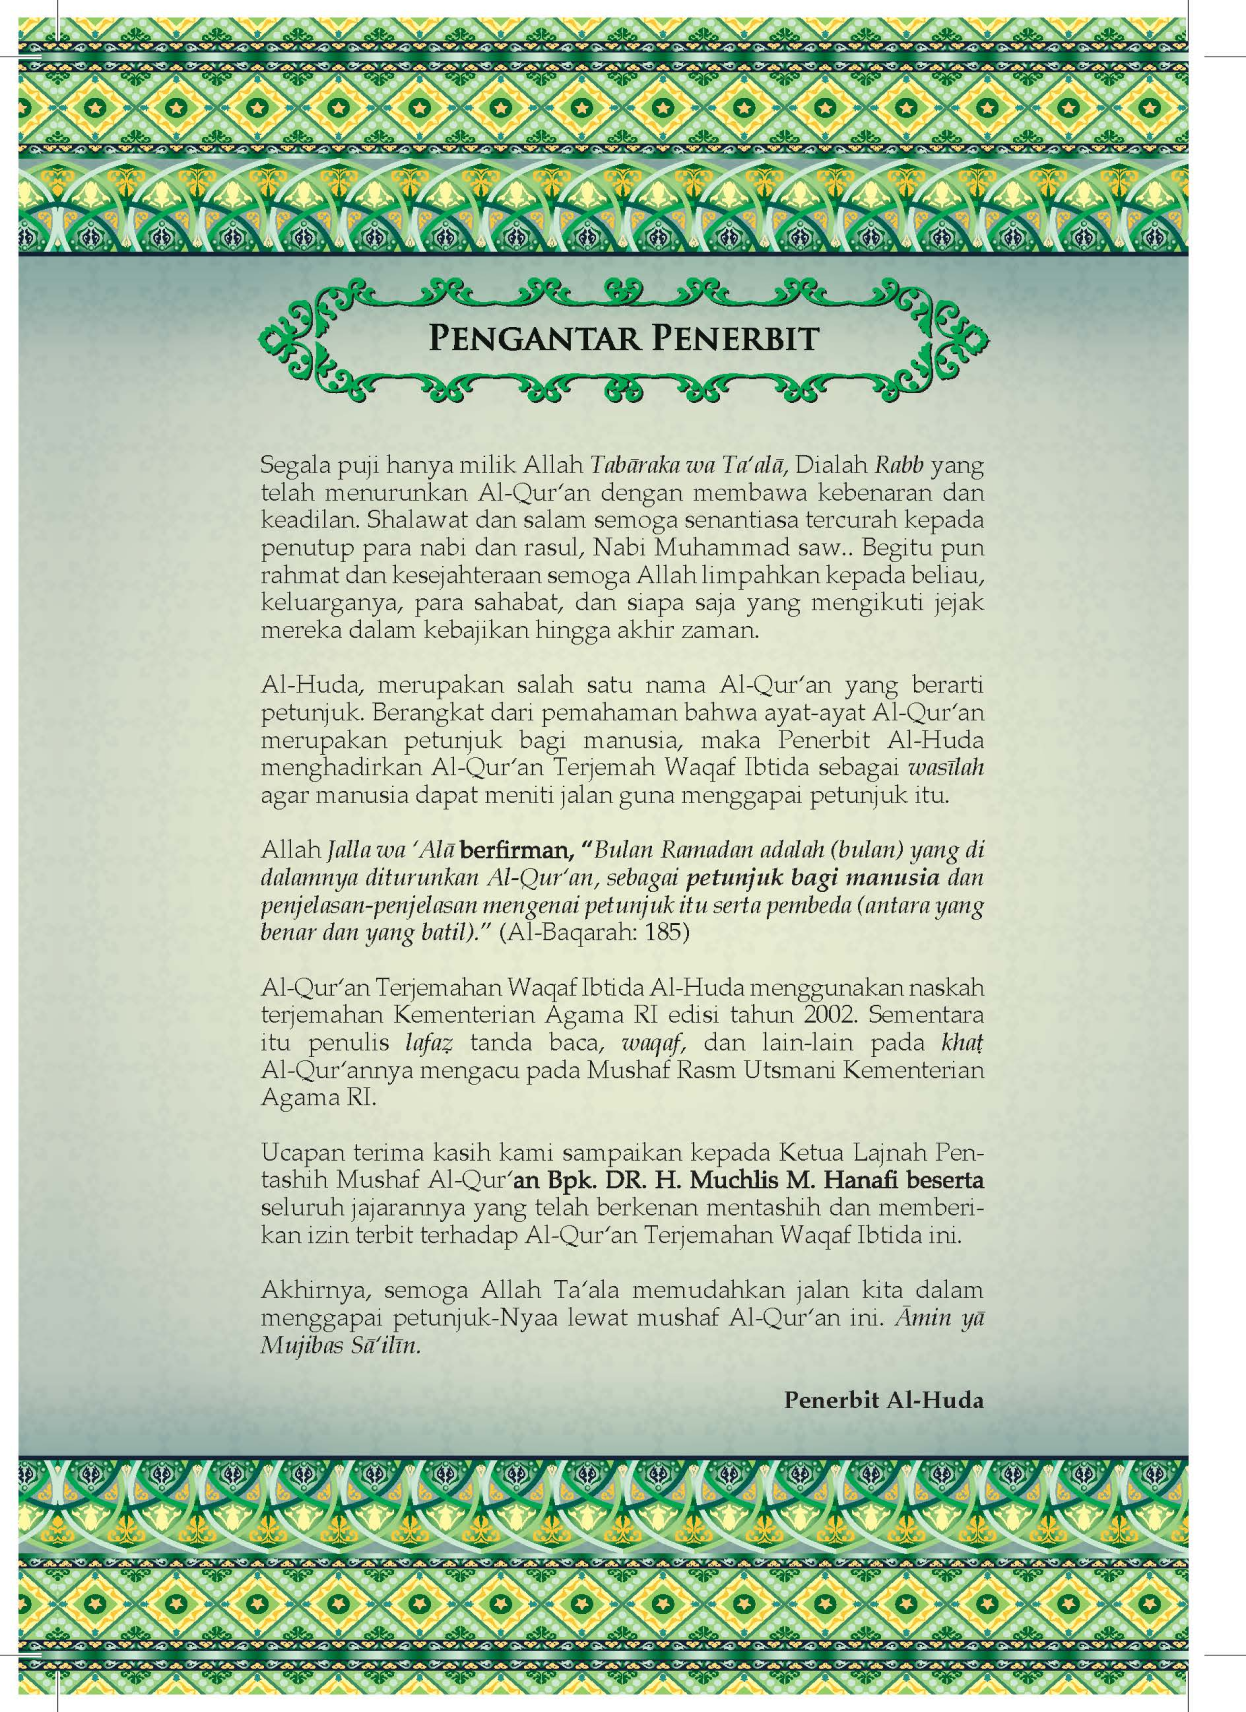 PENGANTAR PENERBIT
Segala puji hanya milik Allah Tabāraka wa Ta‘alā, Dialah Rabb yang
telah menurunkan Al-Qur‘an dengan membawa kebenaran dan
keadilan. Shalawat dan salam semoga senantiasa tercurah kepada
penutup para nabi dan rasul, Nabi Muhammad saw.. Begitu pun
rahmat dan kesejahteraan semoga Allah limpahkan kepada beliau,
keluarganya, para sahabat, dan siapa saja yang mengikuti jejak
mereka dalam kebajikan hingga akhir zaman.
Al-Huda, merupakan salah satu nama Al-Qur‘an yang berarti
petunjuk. Berangkat dari pemahaman bahwa ayat-ayat Al-Qur‘an
merupakan petunjuk bagi manusia, maka Penerbit Al-Huda
menghadirkan Al-Qur‘an Terjemah Waqaf Ibtida sebagai wasīlah
agar manusia dapat meniti jalan guna menggapai petunjuk itu.
Allah Jalla wa ‘Alā berfirman, “Bulan Ramadan adalah (bulan) yang di
dalamnya diturunkan Al-Qur‘an, sebagai petunjuk bagi manusia dan
penjelasan-penjelasan mengenai petunjuk itu serta pembeda (antara yang
benar dan yang batil).” (Al-Baqarah: 185)
Al-Qur‘an Terjemahan Waqaf Ibtida Al-Huda menggunakan naskah
terjemahan Kementerian Agama RI edisi tahun 2002. Sementara
itu penulis lafaẓ tanda baca, waqaf, dan lain-lain pada khaṭ
Al-Qur‘annya mengacu pada Mushaf Rasm Utsmani Kementerian
Agama RI.
Ucapan terima kasih kami sampaikan kepada Ketua Lajnah Pen-
tashih Mushaf Al-Qur‘an Bpk. DR. H. Muchlis M. Hanafi beserta
seluruh jajarannya yang telah berkenan mentashih dan memberi-
kan izin terbit terhadap Al-Qur‘an Terjemahan Waqaf Ibtida ini.
Akhirnya, semoga Allah Ta‘ala memudahkan jalan kita dalam
menggapai petunjuk-Nyaa lewat mushaf Al-Qur‘an ini. Āmin yā
Mujibas Sā‘ilīn.
Penerbit Al-Huda